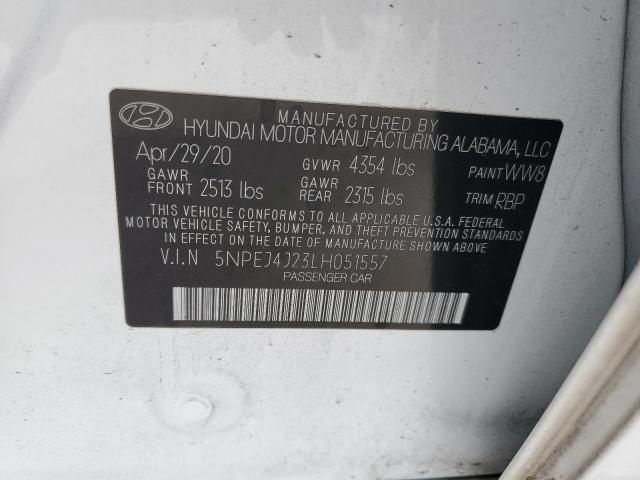 MANUFACTURED BY
HYUNDAI MOTOR MANUFACTURING ALABAMA, LLC
Apr/29/20 GVWR 4354 lbs PAINT WW8
GAWR FRONT 2513 lbs GAWR REAR 2315 lbs TRIM RBP
THIS VEHICLE CONFORMS TO ALL APPLICABLE U.S.A. FEDERAL
MOTOR VEHICLE SAFETY, BUMPER, AND THEFT PREVENTION STANDARDS
IN EFFECT ON THE DATE OF MANUFACTURE SHOWN ABOVE.
V.I.N 5NPEJ4J23LH051557
PASSENGER CAR